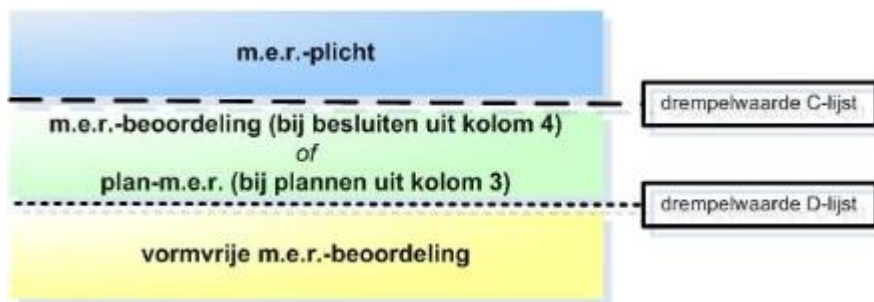 m.e.r.-plicht
drempelwaarde C-lijst
m.e.r.-beoordeling (bij besluiten uit kolom 4)
of
plan-m.e.r. (bij plannen uit kolom 3)
drempelwaarde D-lijst
vormvrije m.e.r.-beoordeling